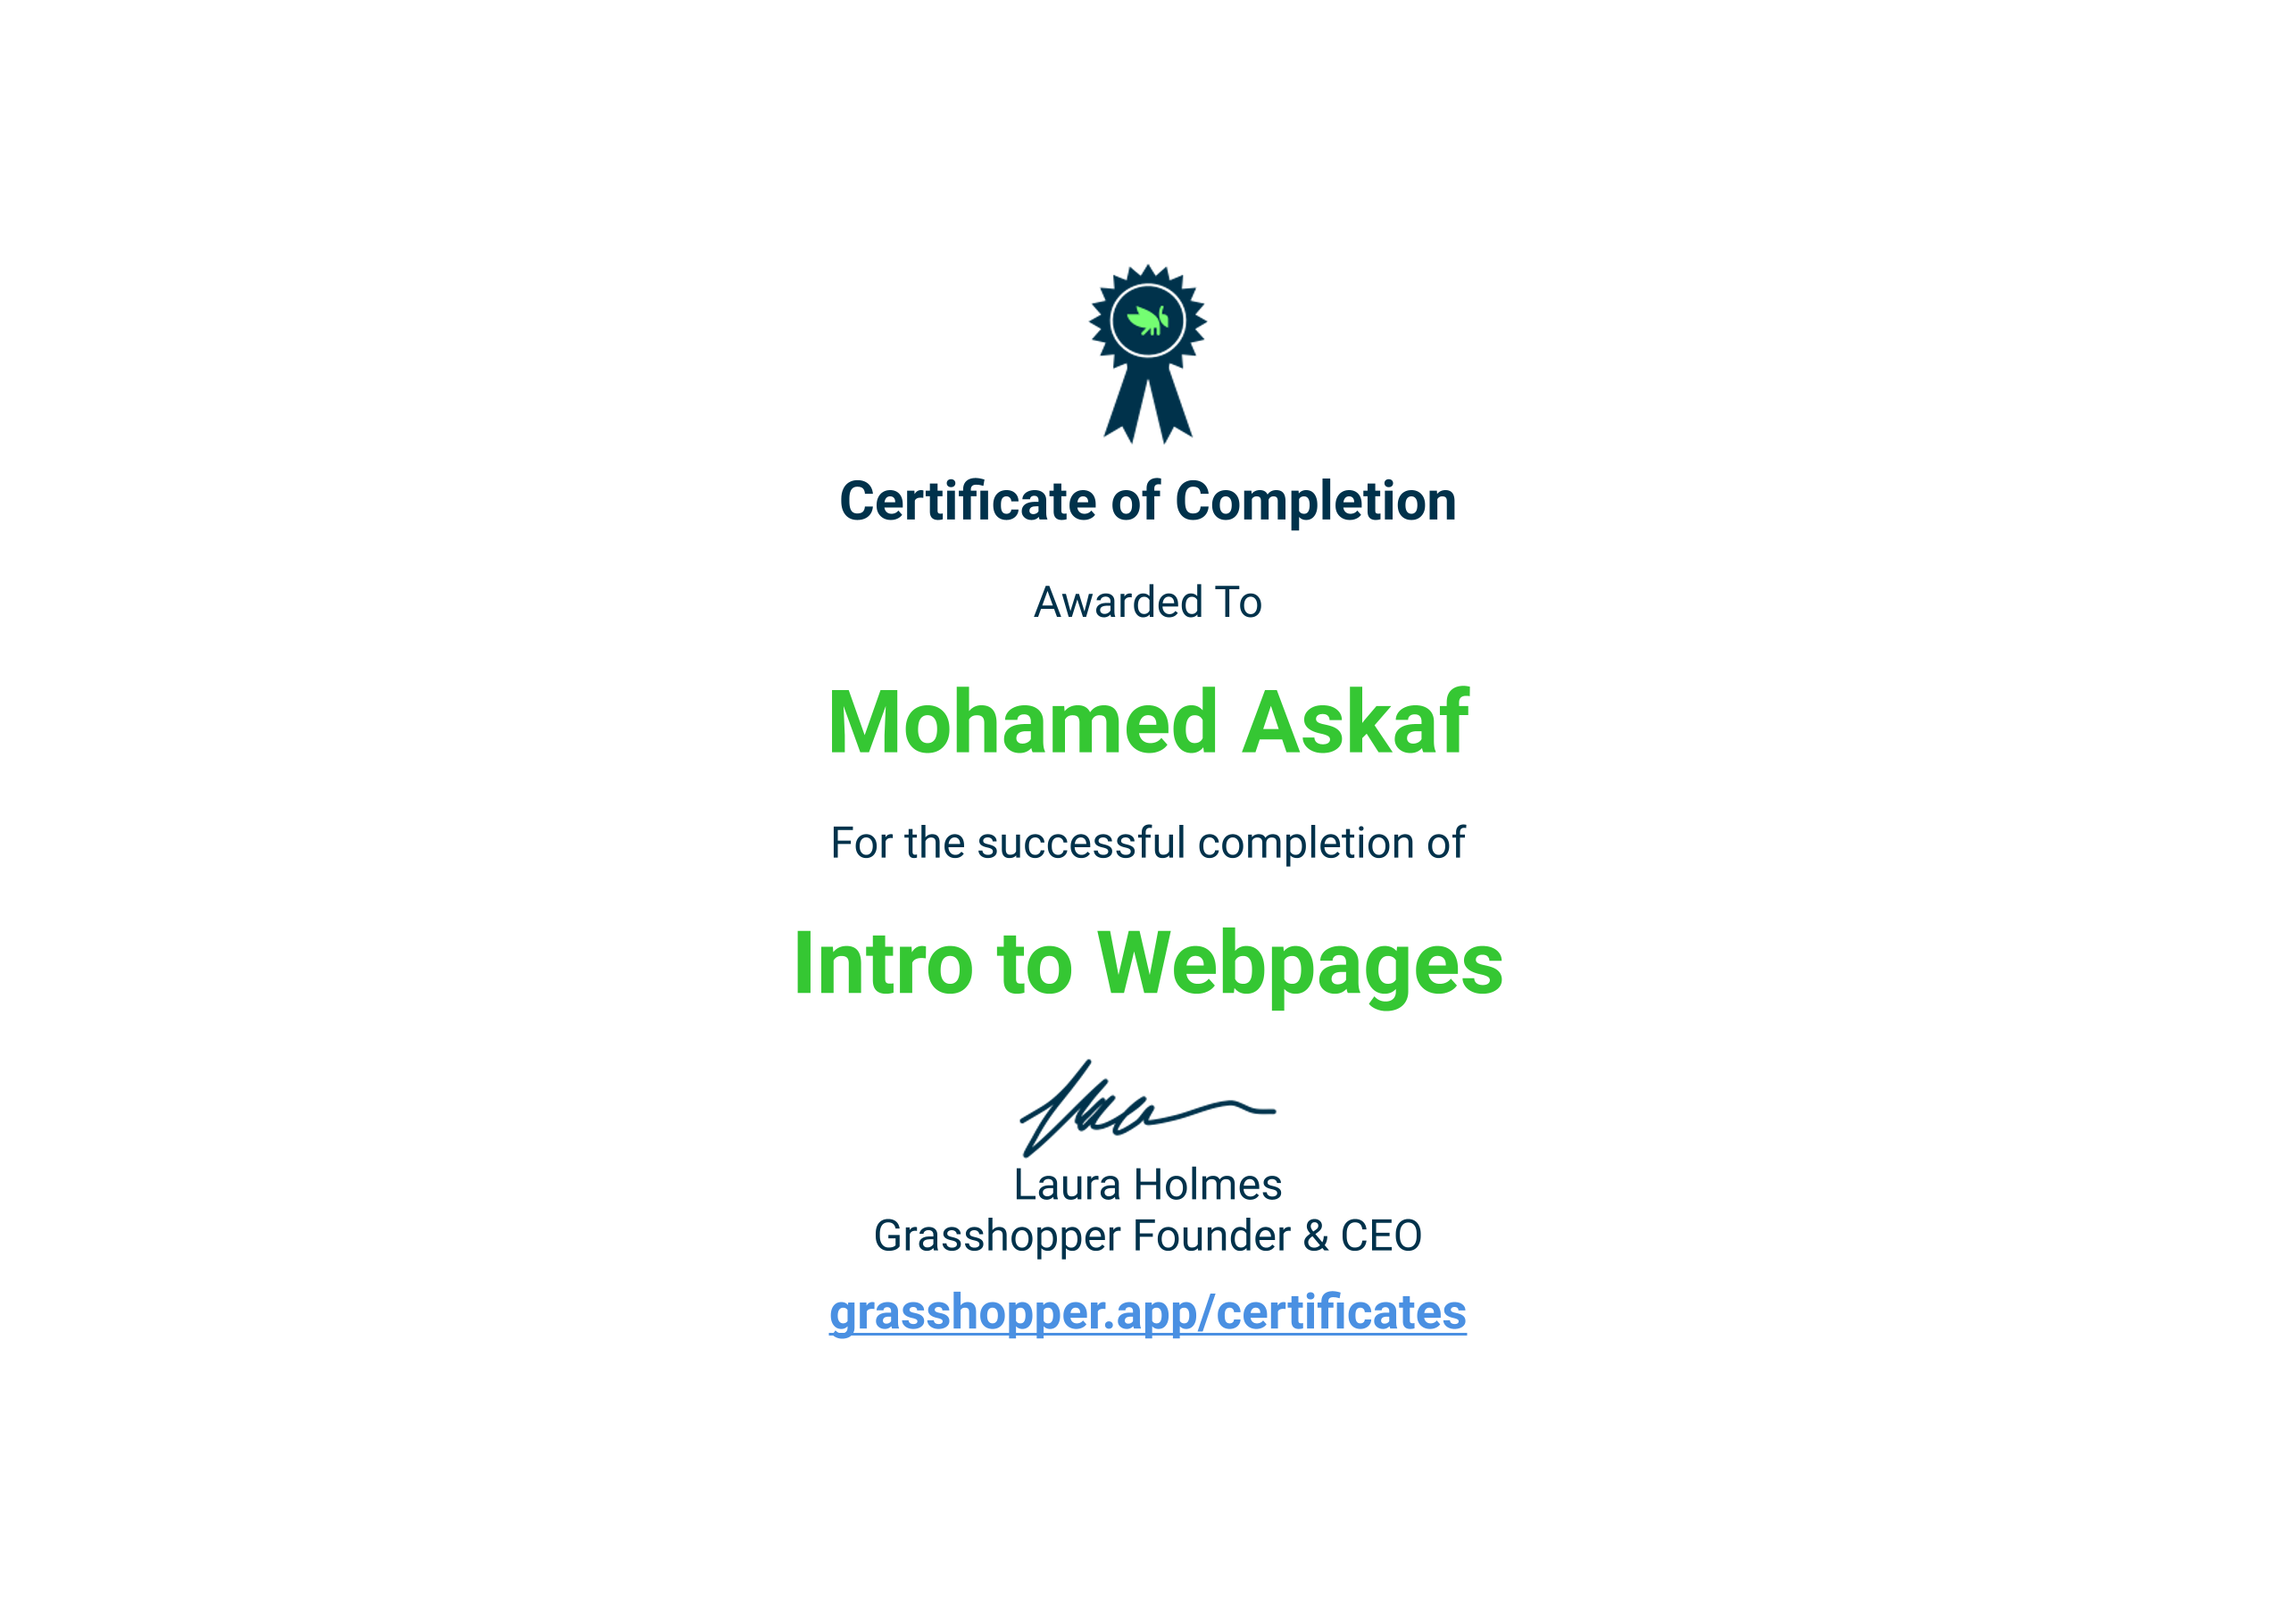 Certificate of Completion
Awarded To
Mohamed Askaf
For the successful completion of
Intro to Webpages
Laura Holmes
Grasshopper Founder & CEO
grasshopper.app/certificates